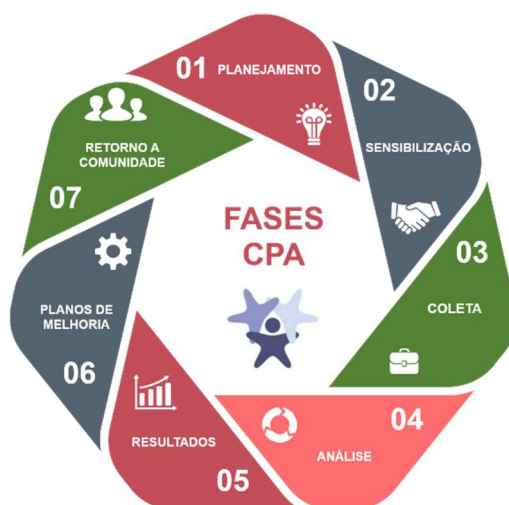 01 PLANEJAMENTO
02
SENSIBILIZAÇÃO
03
COLETA
04
ANÁLISE
RESULTADOS
05
PLANOS DE
MELHORIA
06
RETORNO A
COMUNIDADE
07
FASES
CPA